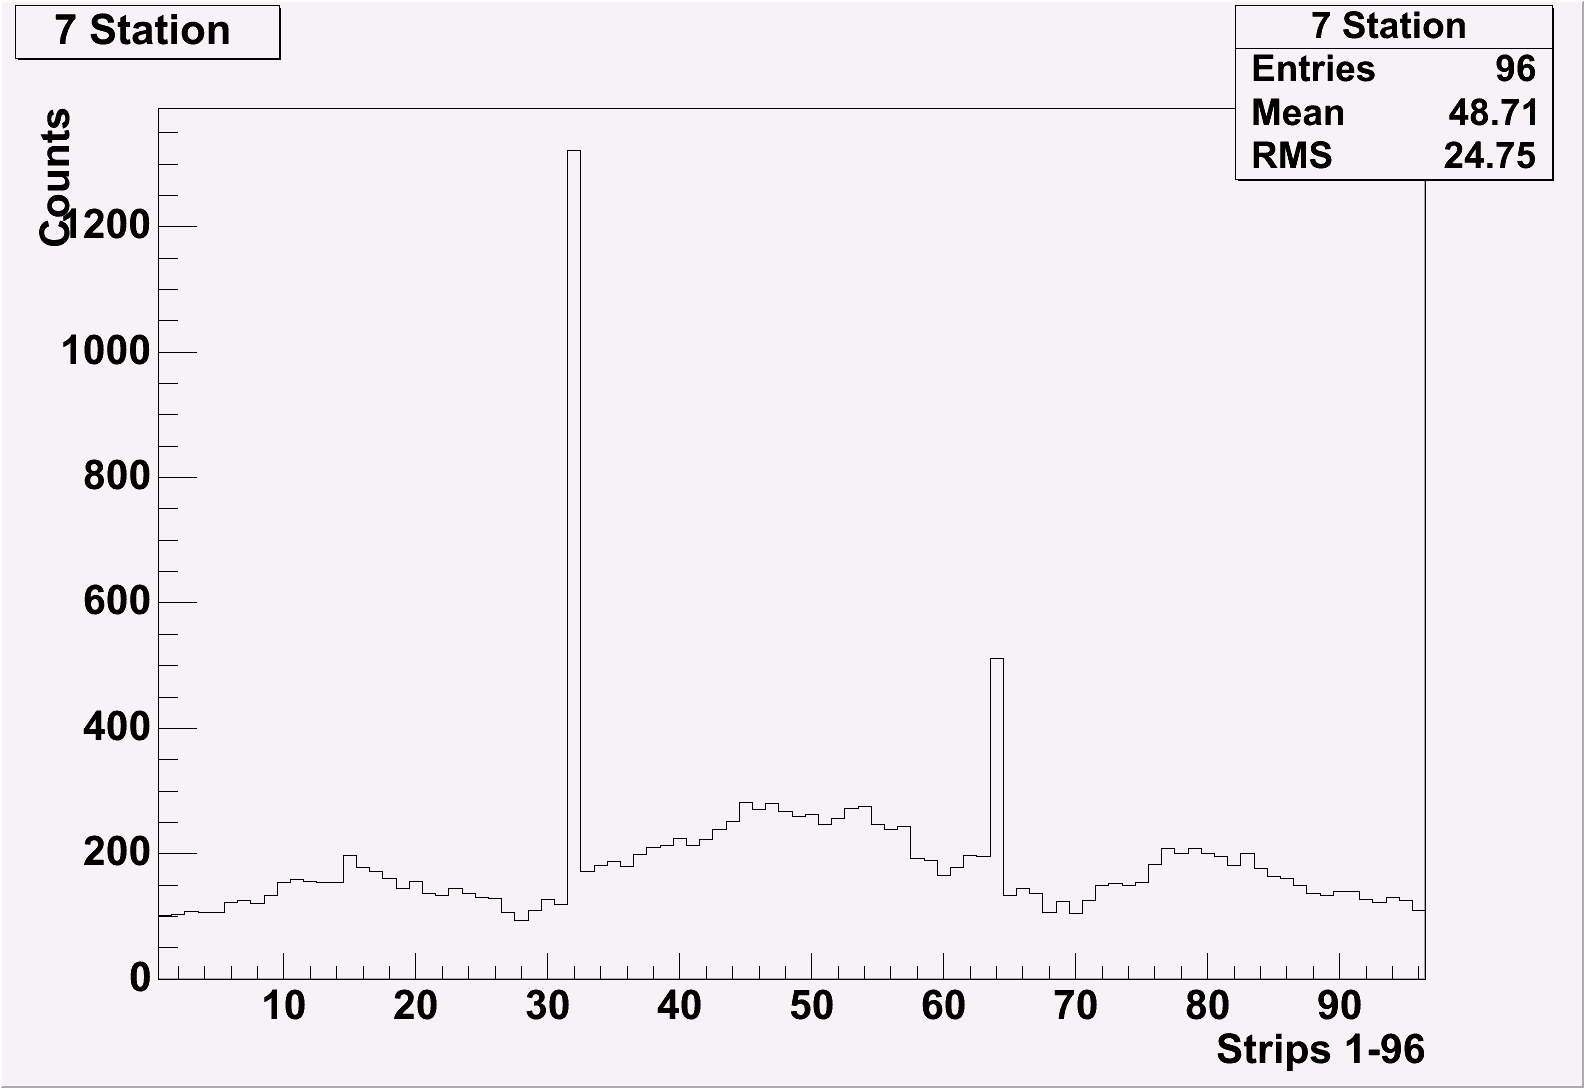 7 Station
7 Station
Entries 96
Mean 48.71
RMS 24.75
Counts
1200
1000
800
600
400
200
0
10 20 30 40 50 60 70 80 90
Strips 1-96